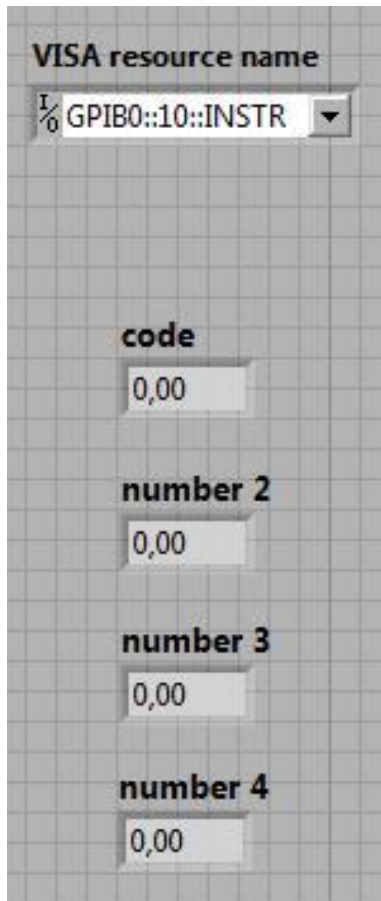 VISA resource name
I/O GPIB0::10::INSTR
code
0,00
number 2
0,00
number 3
0,00
number 4
0,00